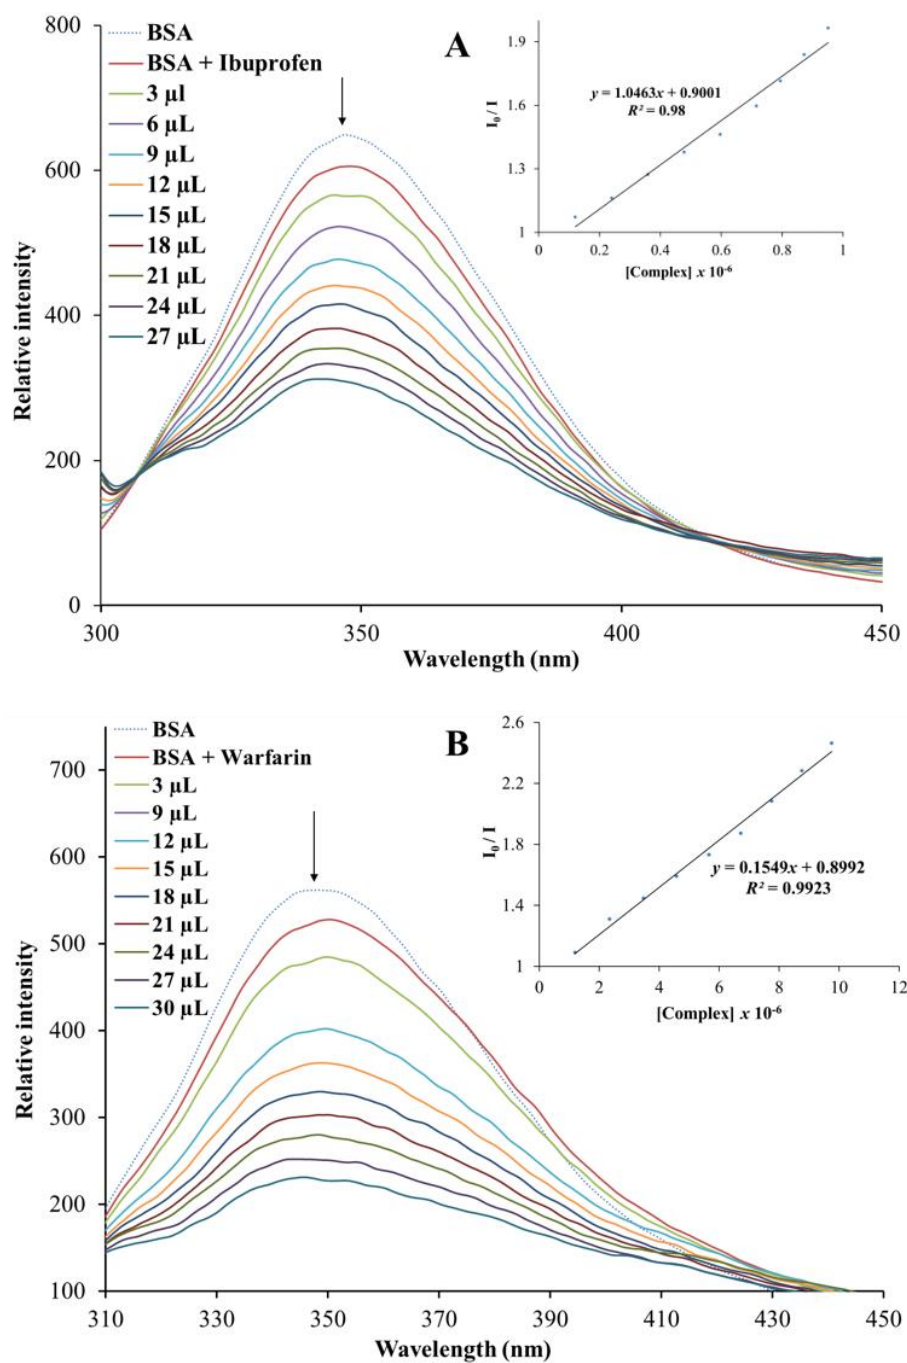 800
600
400
200
0
Relative intensity
BSA
BSA + Ibuprofen
3 µl
6 µL
9 µL
12 µL
15 µL
18 µL
21 µL
24 µL
27 µL
A
1.9
1.6
1.3
1
I₀ / I
y = 1.0463x + 0.9001
R² = 0.98
0 0.2 0.4 0.6 0.8 1
[Complex] x 10⁻⁶
300 350 400 450
Wavelength (nm)
700
600
500
400
300
200
100
Relative intensity
BSA
BSA + Warfarin
3 µL
9 µL
12 µL
15 µL
18 µL
21 µL
24 µL
27 µL
30 µL
B
2.6
2.2
1.8
1.4
1
I₀ / I
y = 0.1549x + 0.8992
R² = 0.9923
0 2 4 6 8 10 12
[Complex] x 10⁻⁶
310 330 350 370 390 410 430 450
Wavelength (nm)